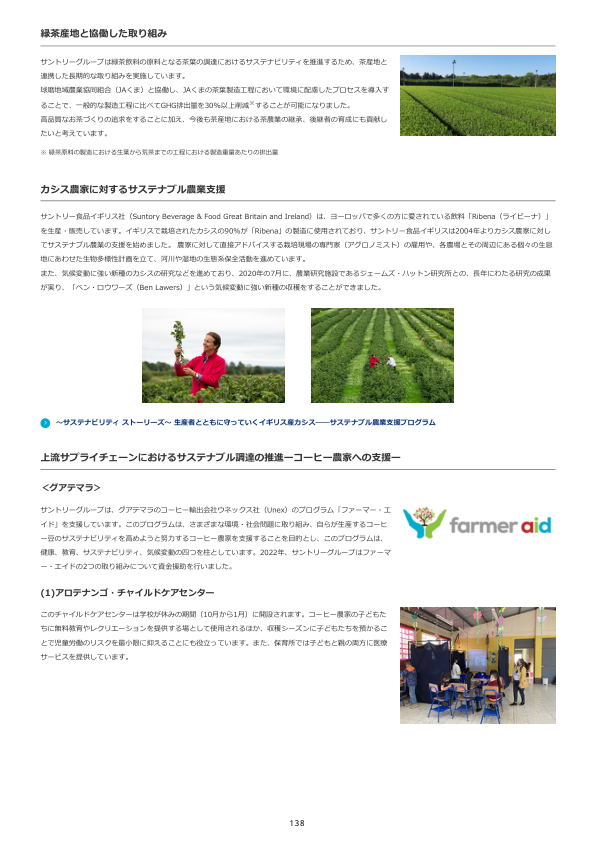 緑茶産地と協働した取り組み
サントリーグループは緑茶飲料の原料となる茶葉の調達におけるサステナビリティを推進するため、茶産地と
連携した長期的な取り組みを実施しています。
球磨地域農業協同組合（JAくま）と協働し、JAくまの茶葉製造工程において環境に配慮したプロセスを導入す
ることで、一般的な製造工程に比べてGHG排出量を30%以上削減※することが可能になりました。
高品質なお茶づくりの追求をすることに加え、今後も茶産地における茶農業の継承、後継者の育成にも貢献し
たいと考えています。
※ 緑茶原料の製造における生葉から荒茶までの工程における製造重量あたりの排出量
カシス農家に対するサステナブル農業支援
サントリー食品イギリス社（Suntory Beverage & Food Great Britain and Ireland）は、ヨーロッパで多くの方に愛されている飲料「Ribena（ライビーナ）」
を生産・販売しています。イギリスで栽培されたカシスの90%が「Ribena」の製造に使用されており、サントリー食品イギリスは2004年よりカシス農家に対し
てサステナブル農業の支援を始めました。 農家に対して直接アドバイスする栽培現場の専門家（アグロノミスト）の雇用や、各農場とその周辺にある個々の生息
地にあわせた生物多様性計画を立て、河川や湿地の生態系保全活動を進めています。
また、気候変動に強い新種のカシスの研究などを進めており、2020年の7月に、農業研究施設であるジェームズ・ハットン研究所との、長年にわたる研究の成果
が実り、「ベン・ロウワーズ（Ben Lawers）」という気候変動に強い新種の収穫をすることができました。
～サステナビリティ ストーリーズ～ 生産者とともに守っていくイギリス産カシス──サステナブル農業支援プログラム
上流サプライチェーンにおけるサステナブル調達の推進ーコーヒー農家への支援ー
＜グアテマラ＞
サントリーグループは、グアテマラのコーヒー輸出会社ウネックス社（Unex）のプログラム「ファーマー・エ
イド」を支援しています。このプログラムは、さまざまな環境・社会問題に取り組み、自らが生産するコーヒ
ー豆のサステナビリティを高めようと努力するコーヒー農家を支援することを目的とし、このプログラムは、
健康、教育、サステナビリティ、気候変動の四つを柱としています。2022年、サントリーグループはファーマ
ー・エイドの2つの取り組みについて資金援助を行いました。
farmer aid
(1)アロテナンゴ・チャイルドケアセンター
このチャイルドケアセンターは学校が休みの期間（10月から1月）に開設されます。コーヒー農家の子どもた
ちに無料教育やレクリエーションを提供する場として使用されるほか、収穫シーズンに子どもたちを預かるこ
とで児童労働のリスクを最小限に抑えることにも役立っています。また、保育所では子どもと親の両方に医療
サービスを提供しています。
138